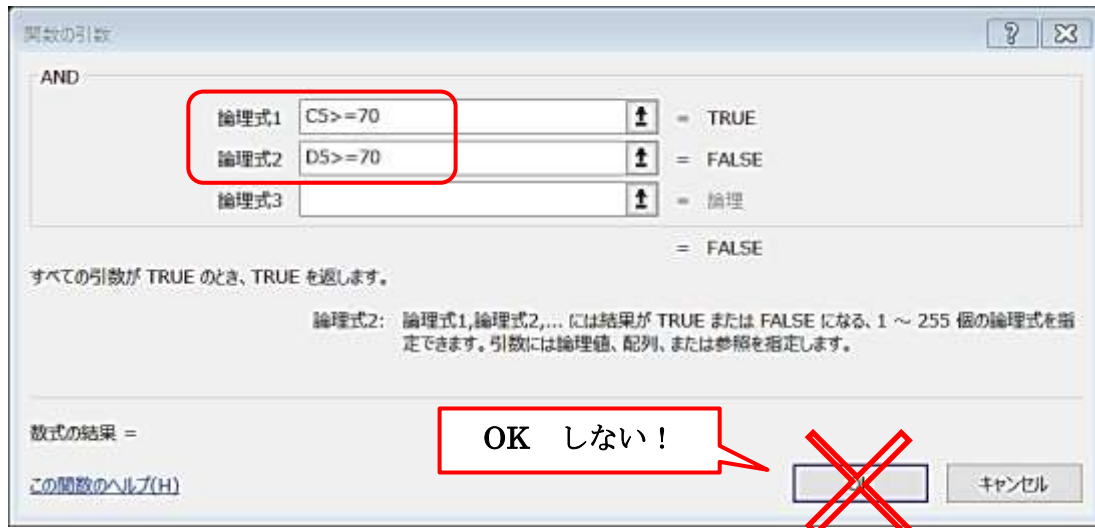 関数の引数
AND
論理式1 C5>=70 = TRUE
論理式2 D5>=70 = FALSE
論理式3 = 論理
= FALSE
すべての引数が TRUE のとき、TRUE を返します。
論理式2: 論理式1,論理式2,... には結果が TRUE または FALSE になる、1 ～ 255 個の論理式を指
定できます。引数には論理値、配列、または参照を指定します。
数式の結果 =
OK しない！
この関数のヘルプ(H)
キャンセル